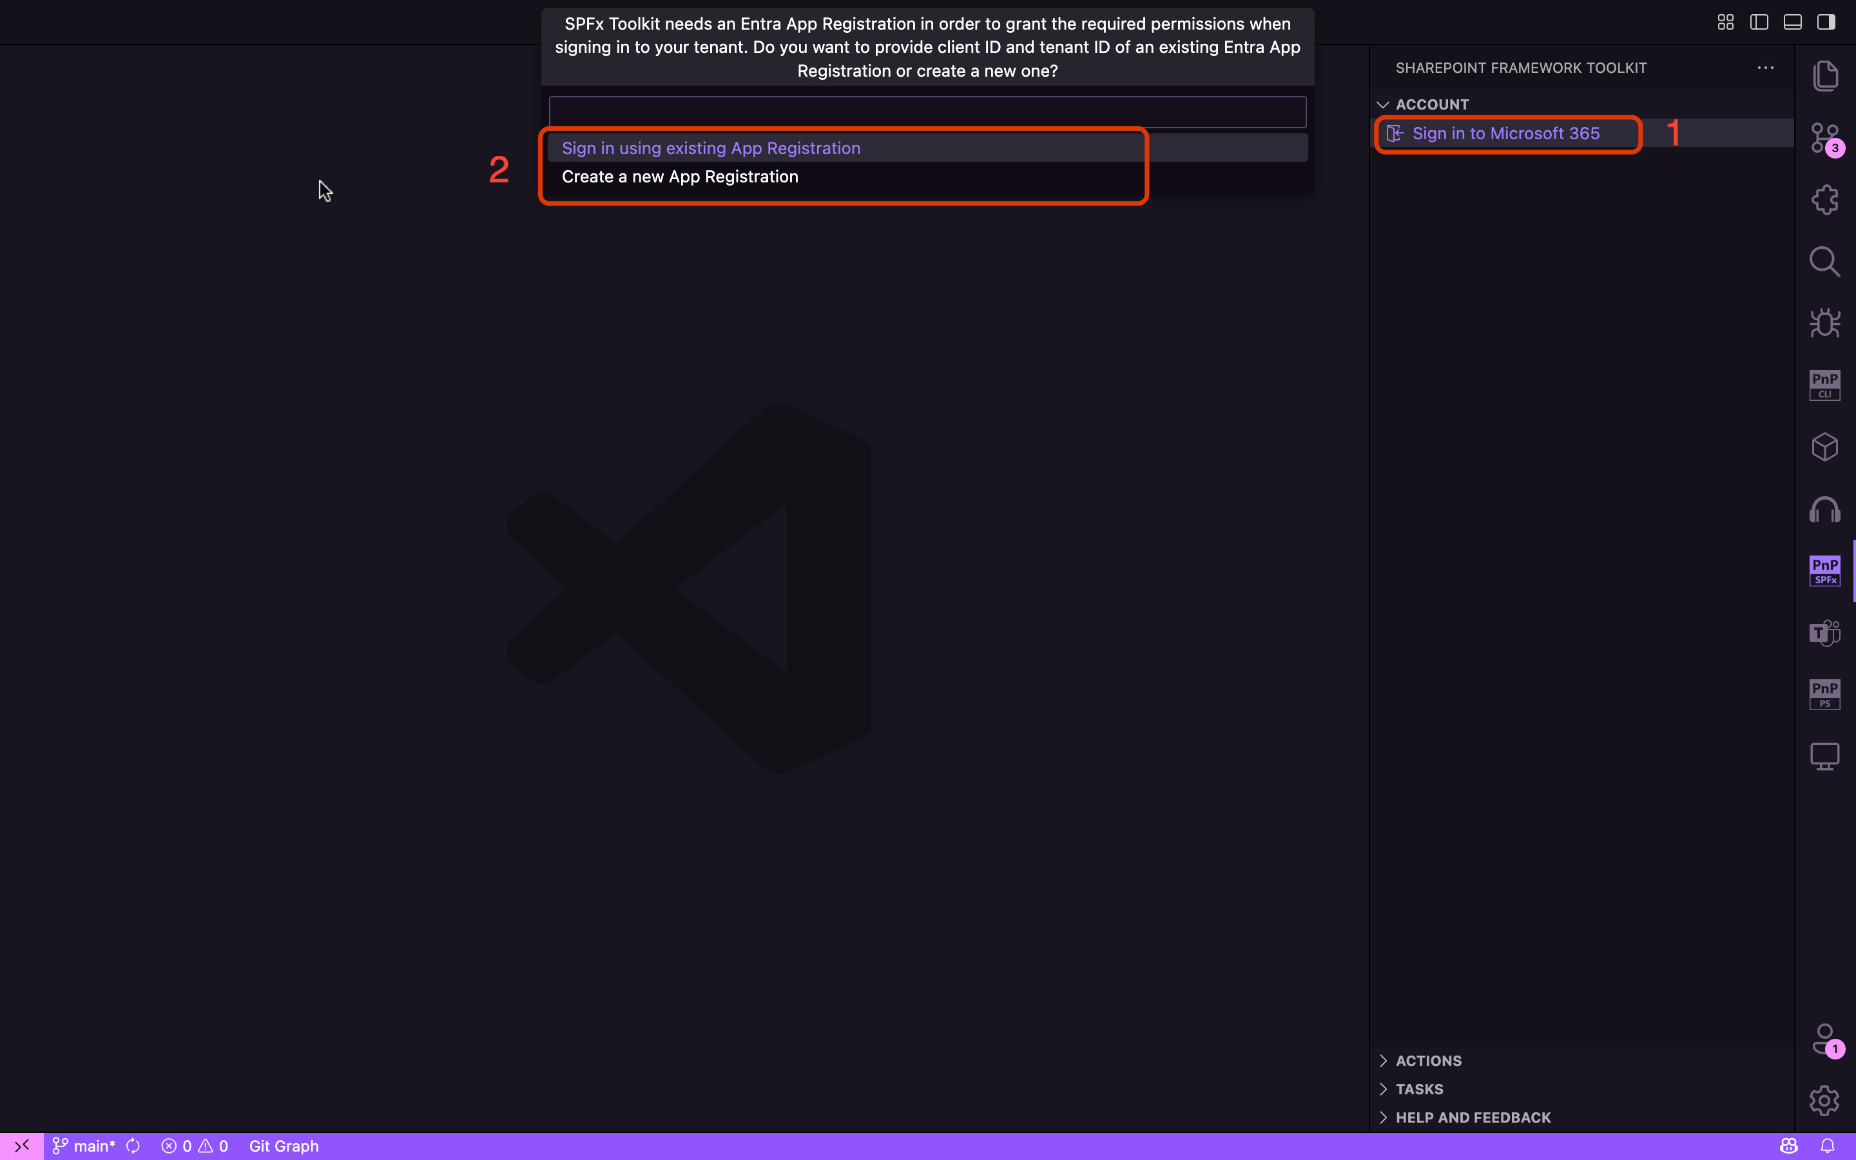 SPFx Toolkit needs an Entra App Registration in order to grant the required permissions when
signing in to your tenant. Do you want to provide client ID and tenant ID of an existing Entra App
Registration or create a new one?
2
Sign in using existing App Registration
Create a new App Registration
SHAREPOINT FRAMEWORK TOOLKIT
ACCOUNT
Sign in to Microsoft 365
1
3
PnP
CLI
PnP
SPFx
T
PnP
PS
1
ACTIONS
TASKS
HELP AND FEEDBACK
main* 0 0 Git Graph